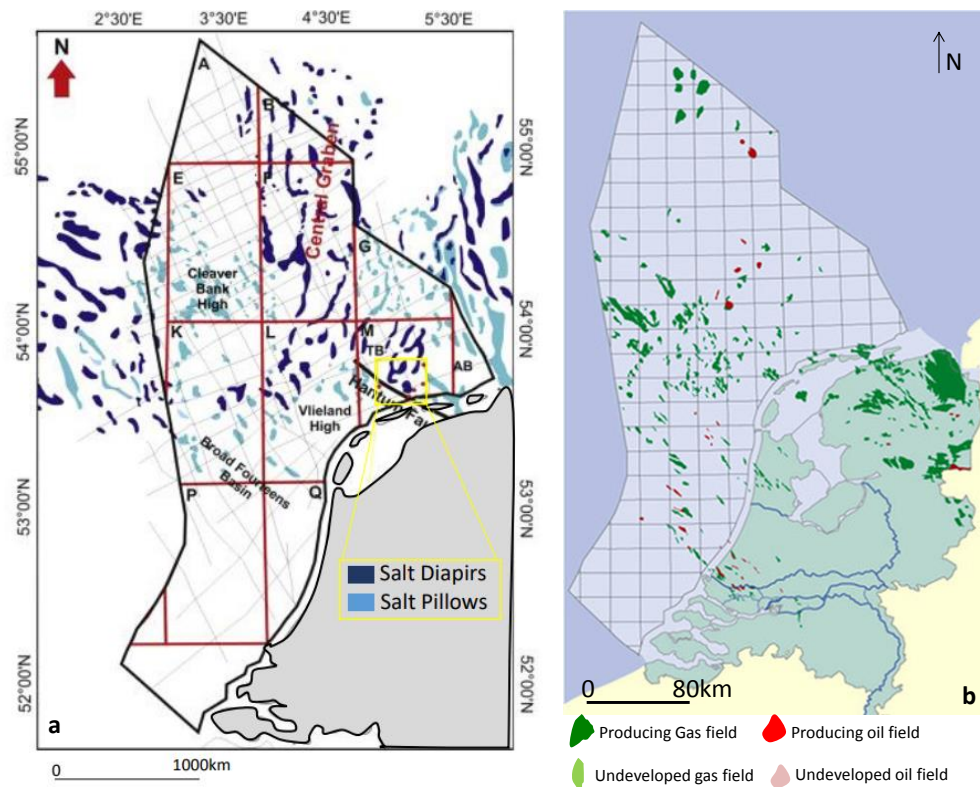 2°30'E 3°30'E 4°30'E 5°30'E
N
A
B
55°00'N
55°00'N
E
F
Central Graben
G
Cleaver
Bank
High
54°00'N
54°00'N
K
L
M
TB
AB
Vlieland
High
Broad Fourteens
Basin
P
Q
53°00'N
53°00'N
Salt Diapirs
Salt Pillows
52°00'N
52°00'N
a
0 1000km
N
0 80km
b
Producing Gas field
Producing oil field
Undeveloped gas field
Undeveloped oil field